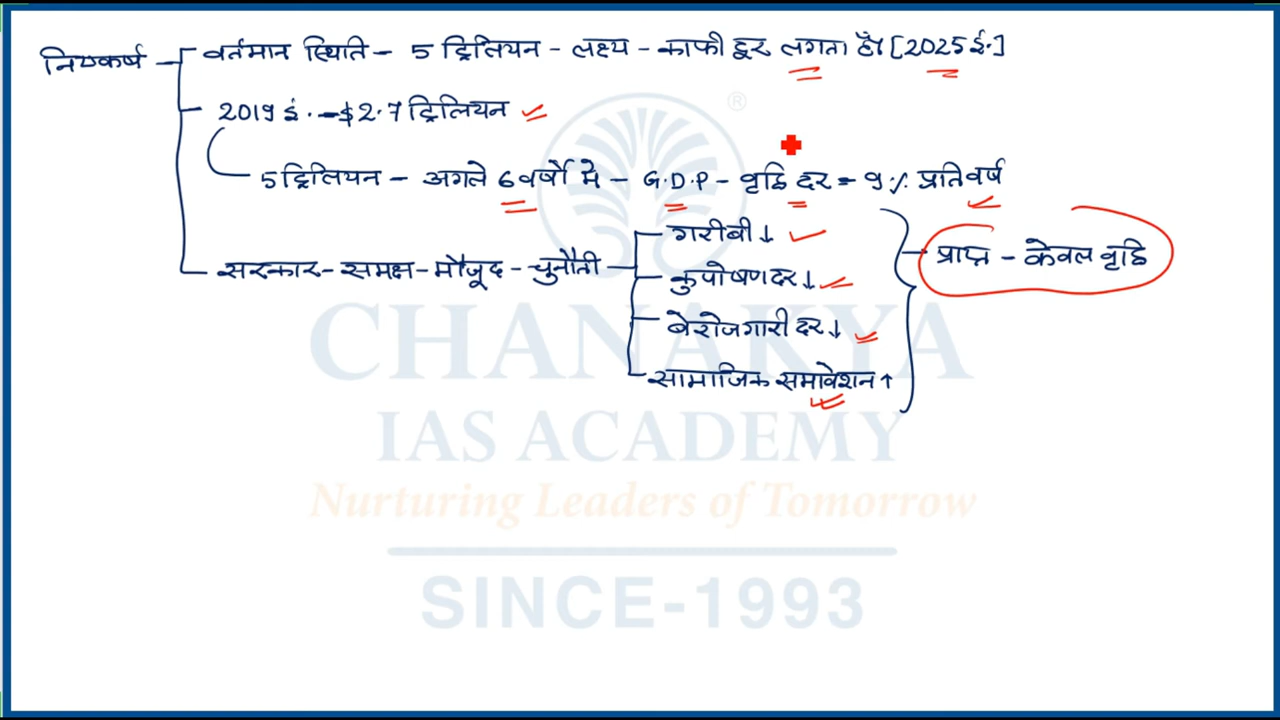 निष्कर्ष
वर्तमान स्थिति - 5 ट्रिलियन - लक्ष्य - काफी दूर लगता है। [2025 ई.]
2019 ई. - $2.7 ट्रिलियन
5 ट्रिलियन - अगले 6 वर्षों में - G.D.P - वृद्धि दर = 9% प्रतिवर्ष
सरकार - समक्ष - मौजूद - चुनौती
गरीबी ↓
कुपोषण दर ↓
बेरोजगारी दर ↓
सामाजिक समावेशन ↑
प्राप्त - केवल वृद्धि
®
CHANAKYA
IAS ACADEMY
Nurturing Leaders of Tomorrow
SINCE-1993